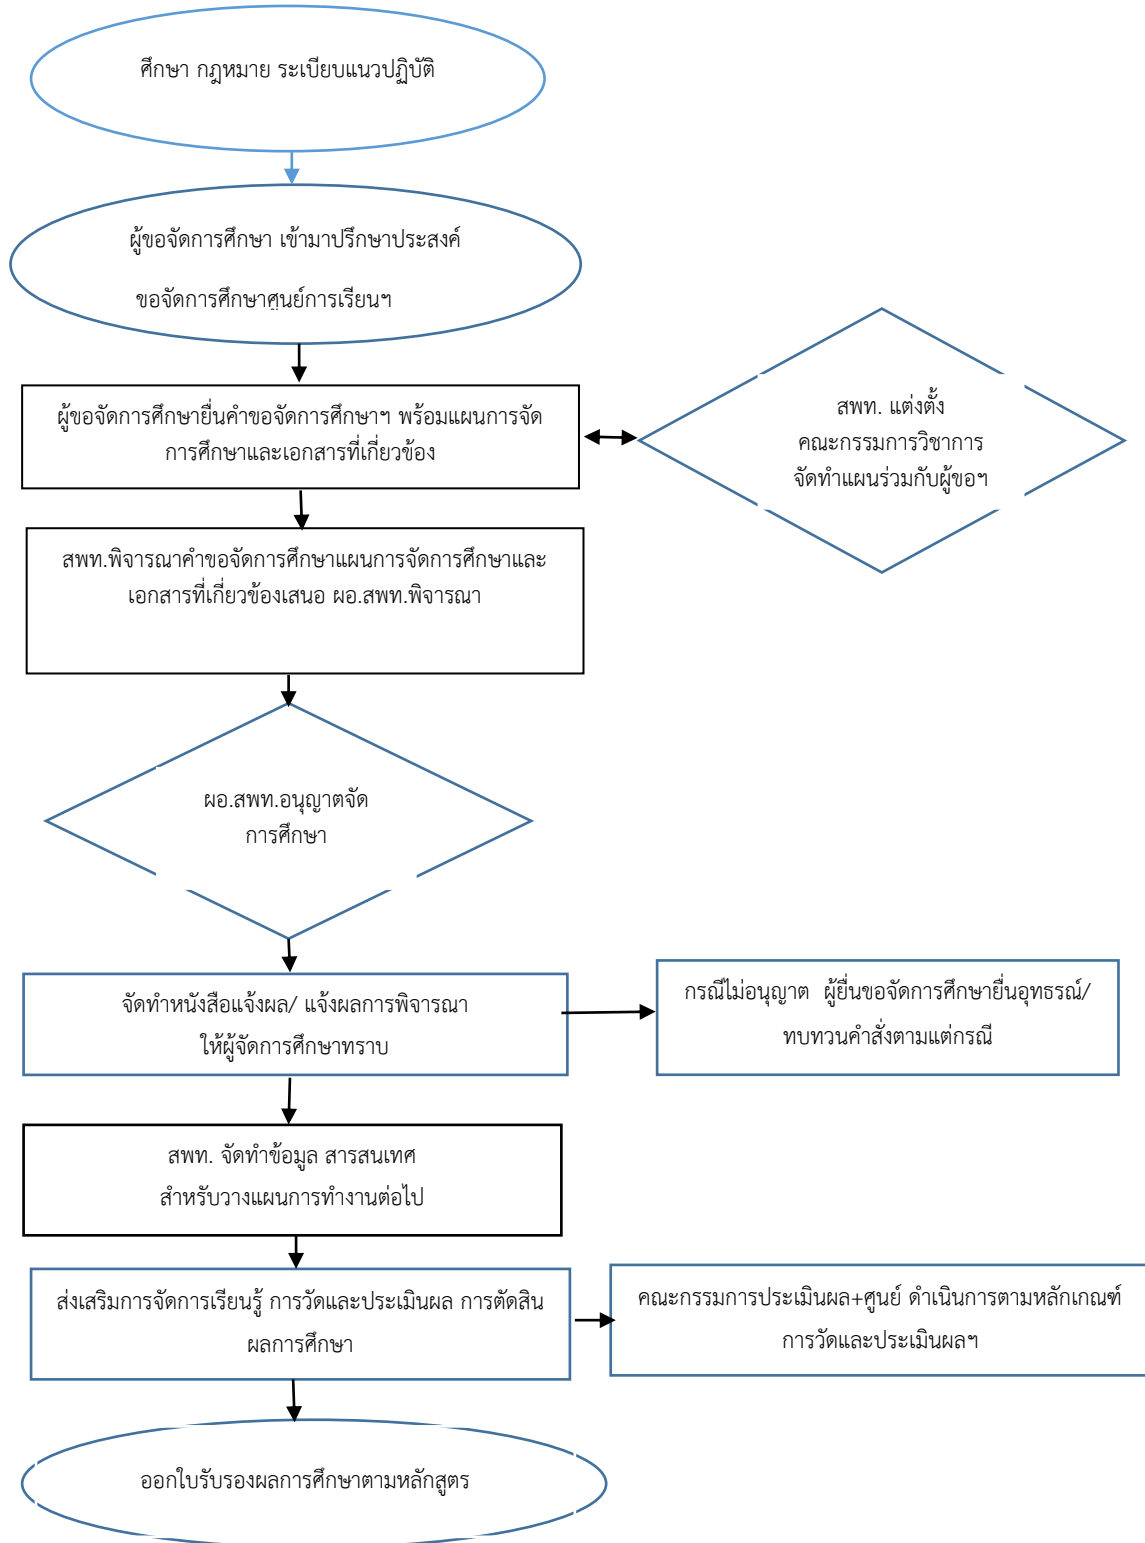 ศึกษา กฎหมาย ระเบียบแนวปฏิบัติ
ผู้ขอจัดการศึกษา เข้ามาปรึกษาประสงค์
ขอจัดการศึกษาศูนย์การเรียนฯ
ผู้ขอจัดการศึกษายื่นคำขอจัดการศึกษาฯ พร้อมแผนการจัด
การศึกษาและเอกสารที่เกี่ยวข้อง
สพท. แต่งตั้ง
คณะกรรมการวิชาการ
จัดทำแผนร่วมกับผู้ขอฯ
สพท.พิจารณาคำขอจัดการศึกษาแผนการจัดการศึกษาและ
เอกสารที่เกี่ยวข้องเสนอ ผอ.สพท.พิจารณา
ผอ.สพท.อนุญาตจัด
การศึกษา
จัดทำหนังสือแจ้งผล/ แจ้งผลการพิจารณา
ให้ผู้จัดการศึกษาทราบ
กรณีไม่อนุญาต  ผู้ยื่นขอจัดการศึกษายื่นอุทธรณ์/
ทบทวนคำสั่งตามแต่กรณี
สพท. จัดทำข้อมูล สารสนเทศ
สำหรับวางแผนการทำงานต่อไป
ส่งเสริมการจัดการเรียนรู้ การวัดและประเมินผล การตัดสิน
ผลการศึกษา
คณะกรรมการประเมินผล+ศูนย์ ดำเนินการตามหลักเกณฑ์
การวัดและประเมินผลฯ
ออกใบรับรองผลการศึกษาตามหลักสูตร